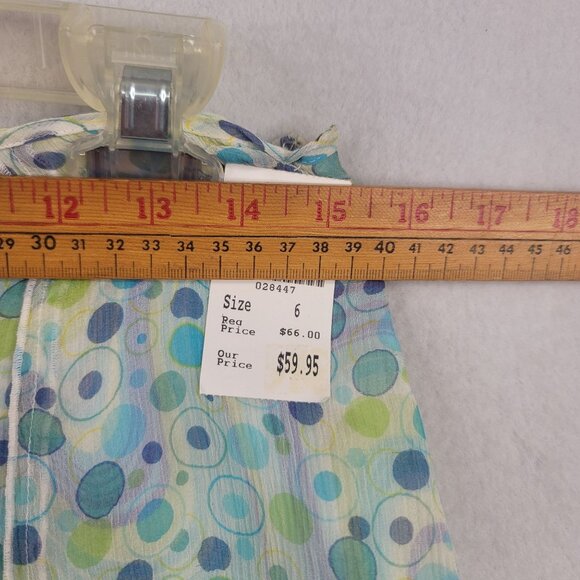 12 13 14 15 16 17 18
29 30 31 32 33 34 35 36 37 38 39 40 41 42 43 44 45 46
028447
Size 6
Reg
Price $66.00
Our
Price $59.95